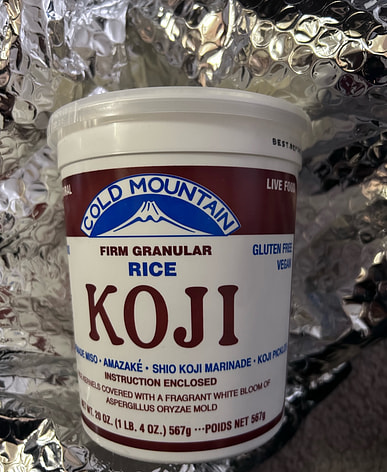 BEST
LIVE FOOD
COLD MOUNTAIN
FIRM GRANULAR
GLUTEN FREE
RICE
VEGAN
KOJI
MISO • AMAZAKÉ • SHIO KOJI MARINADE • KOJI
INSTRUCTION ENCLOSED
KERNELS COVERED WITH A FRAGRANT WHITE BLOOM OF
ASPERGILLUS ORYZAE MOLD
WT. 20 OZ. (1 LB. 4 OZ.) 567g •••POIDS NET 567g